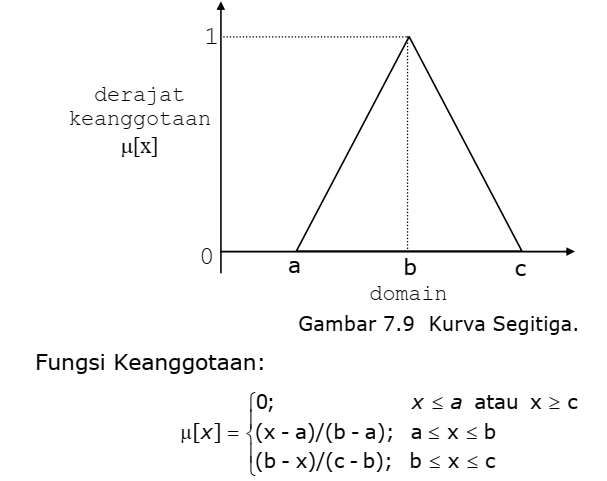 1
derajat
keanggotaan
μ[x]
0
a
b
c
domain
Gambar 7.9 Kurva Segitiga.
Fungsi Keanggotaan:
μ[x] = {0; x ≤ a atau x ≥ c
(x - a)/(b - a); a ≤ x ≤ b
(b - x)/(c - b); b ≤ x ≤ c